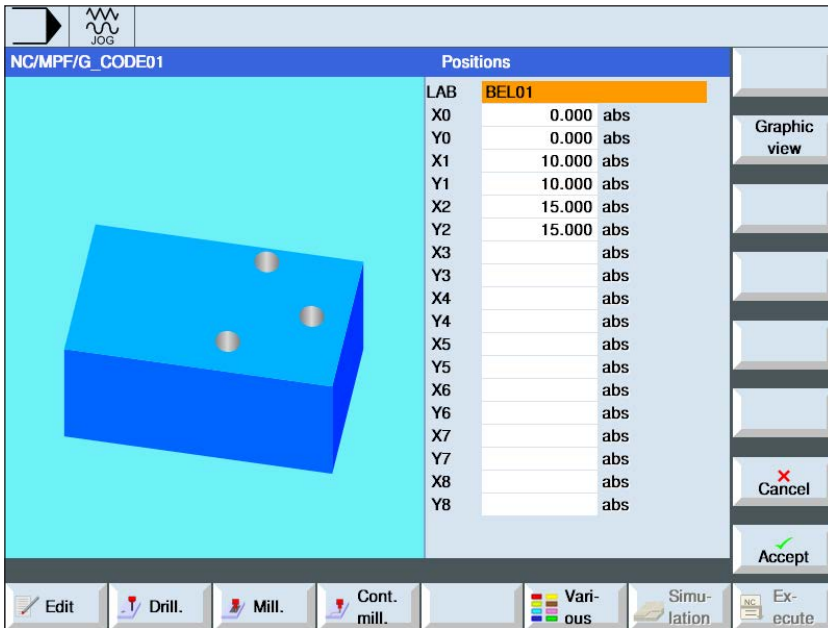 JOG
NC/MPF/G_CODE01
Positions
LAB BEL01
X0 0.000 abs
Y0 0.000 abs
X1 10.000 abs
Y1 10.000 abs
X2 15.000 abs
Y2 15.000 abs
X3 abs
Y3 abs
X4 abs
Y4 abs
X5 abs
Y5 abs
X6 abs
Y6 abs
X7 abs
Y7 abs
X8 abs
Y8 abs
Graphic
view
Cancel
Accept
Edit
Drill.
Mill.
Cont.
mill.
Vari-
ous
Simu-
lation
NC
Ex-
ecute